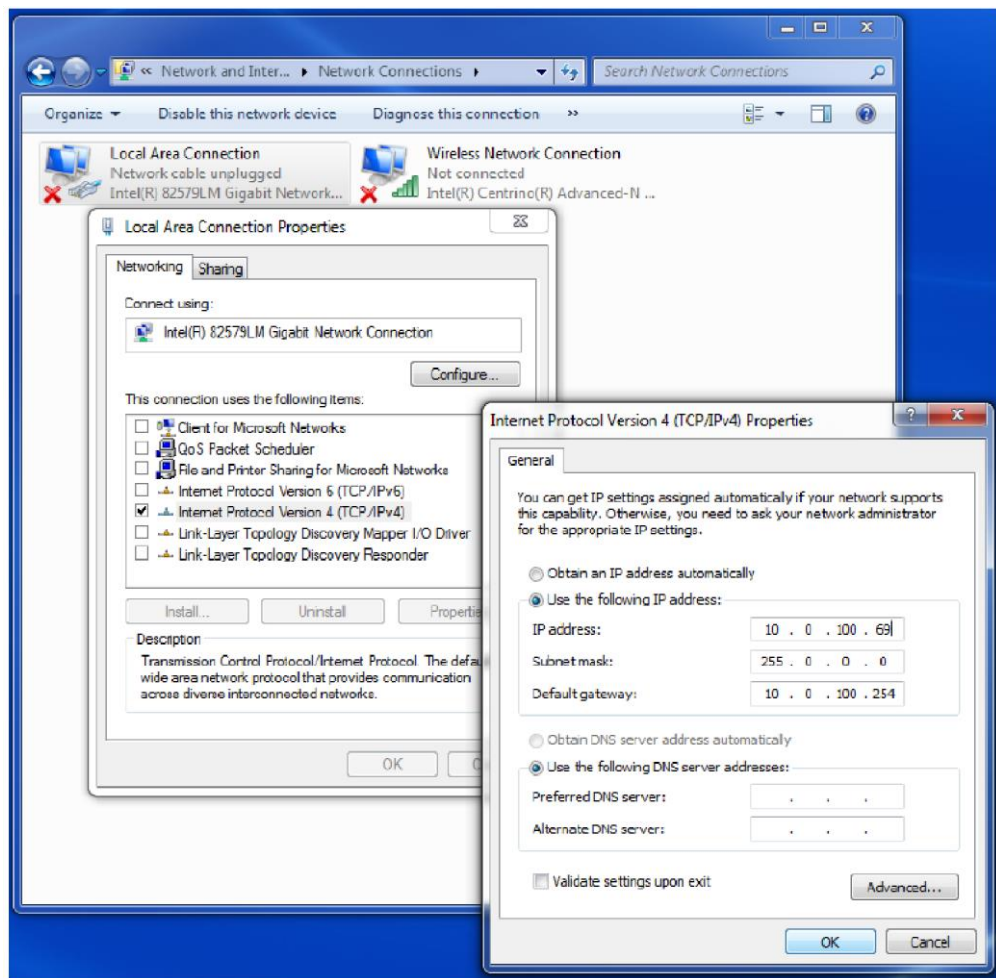 « Network and Inter... ▸ Network Connections ▸
Search Network Connections
Organize
Disable this network device
Diagnose this connection
»
Local Area Connection
Network cable unplugged
Intel(R) 82579LM Gigabit Network...
Wireless Network Connection
Not connected
Intel(R) Centrino(R) Advanced-N ...
Local Area Connection Properties
Networking
Sharing
Connect using:
Intel(R) 82579LM Gigabit Network Connection
Configure...
This connection uses the following items:
Client for Microsoft Networks
QoS Packet Scheduler
File and Printer Sharing for Microsoft Networks
Internet Protocol Version 6 (TCP/IPv6)
Internet Protocol Version 4 (TCP/IPv4)
Link-Layer Topology Discovery Mapper I/O Driver
Link-Layer Topology Discovery Responder
Install...
Uninstall
Propertie
Description
Transmission Control Protocol/Internet Protocol. The defau
wide area network protocol that provides communication
across diverse interconnected networks.
OK
C
Internet Protocol Version 4 (TCP/IPv4) Properties
General
You can get IP settings assigned automatically if your network supports
this capability. Otherwise, you need to ask your network administrator
for the appropriate IP settings.
Obtain an IP address automatically
Use the following IP address:
IP address:
10 . 0 . 100 . 69
Subnet mask:
255 . 0 . 0 . 0
Default gateway:
10 . 0 . 100 . 254
Obtain DNS server address automatically
Use the following DNS server addresses:
Preferred DNS server:
. . .
Alternate DNS server:
. . .
Validate settings upon exit
Advanced...
OK
Cancel